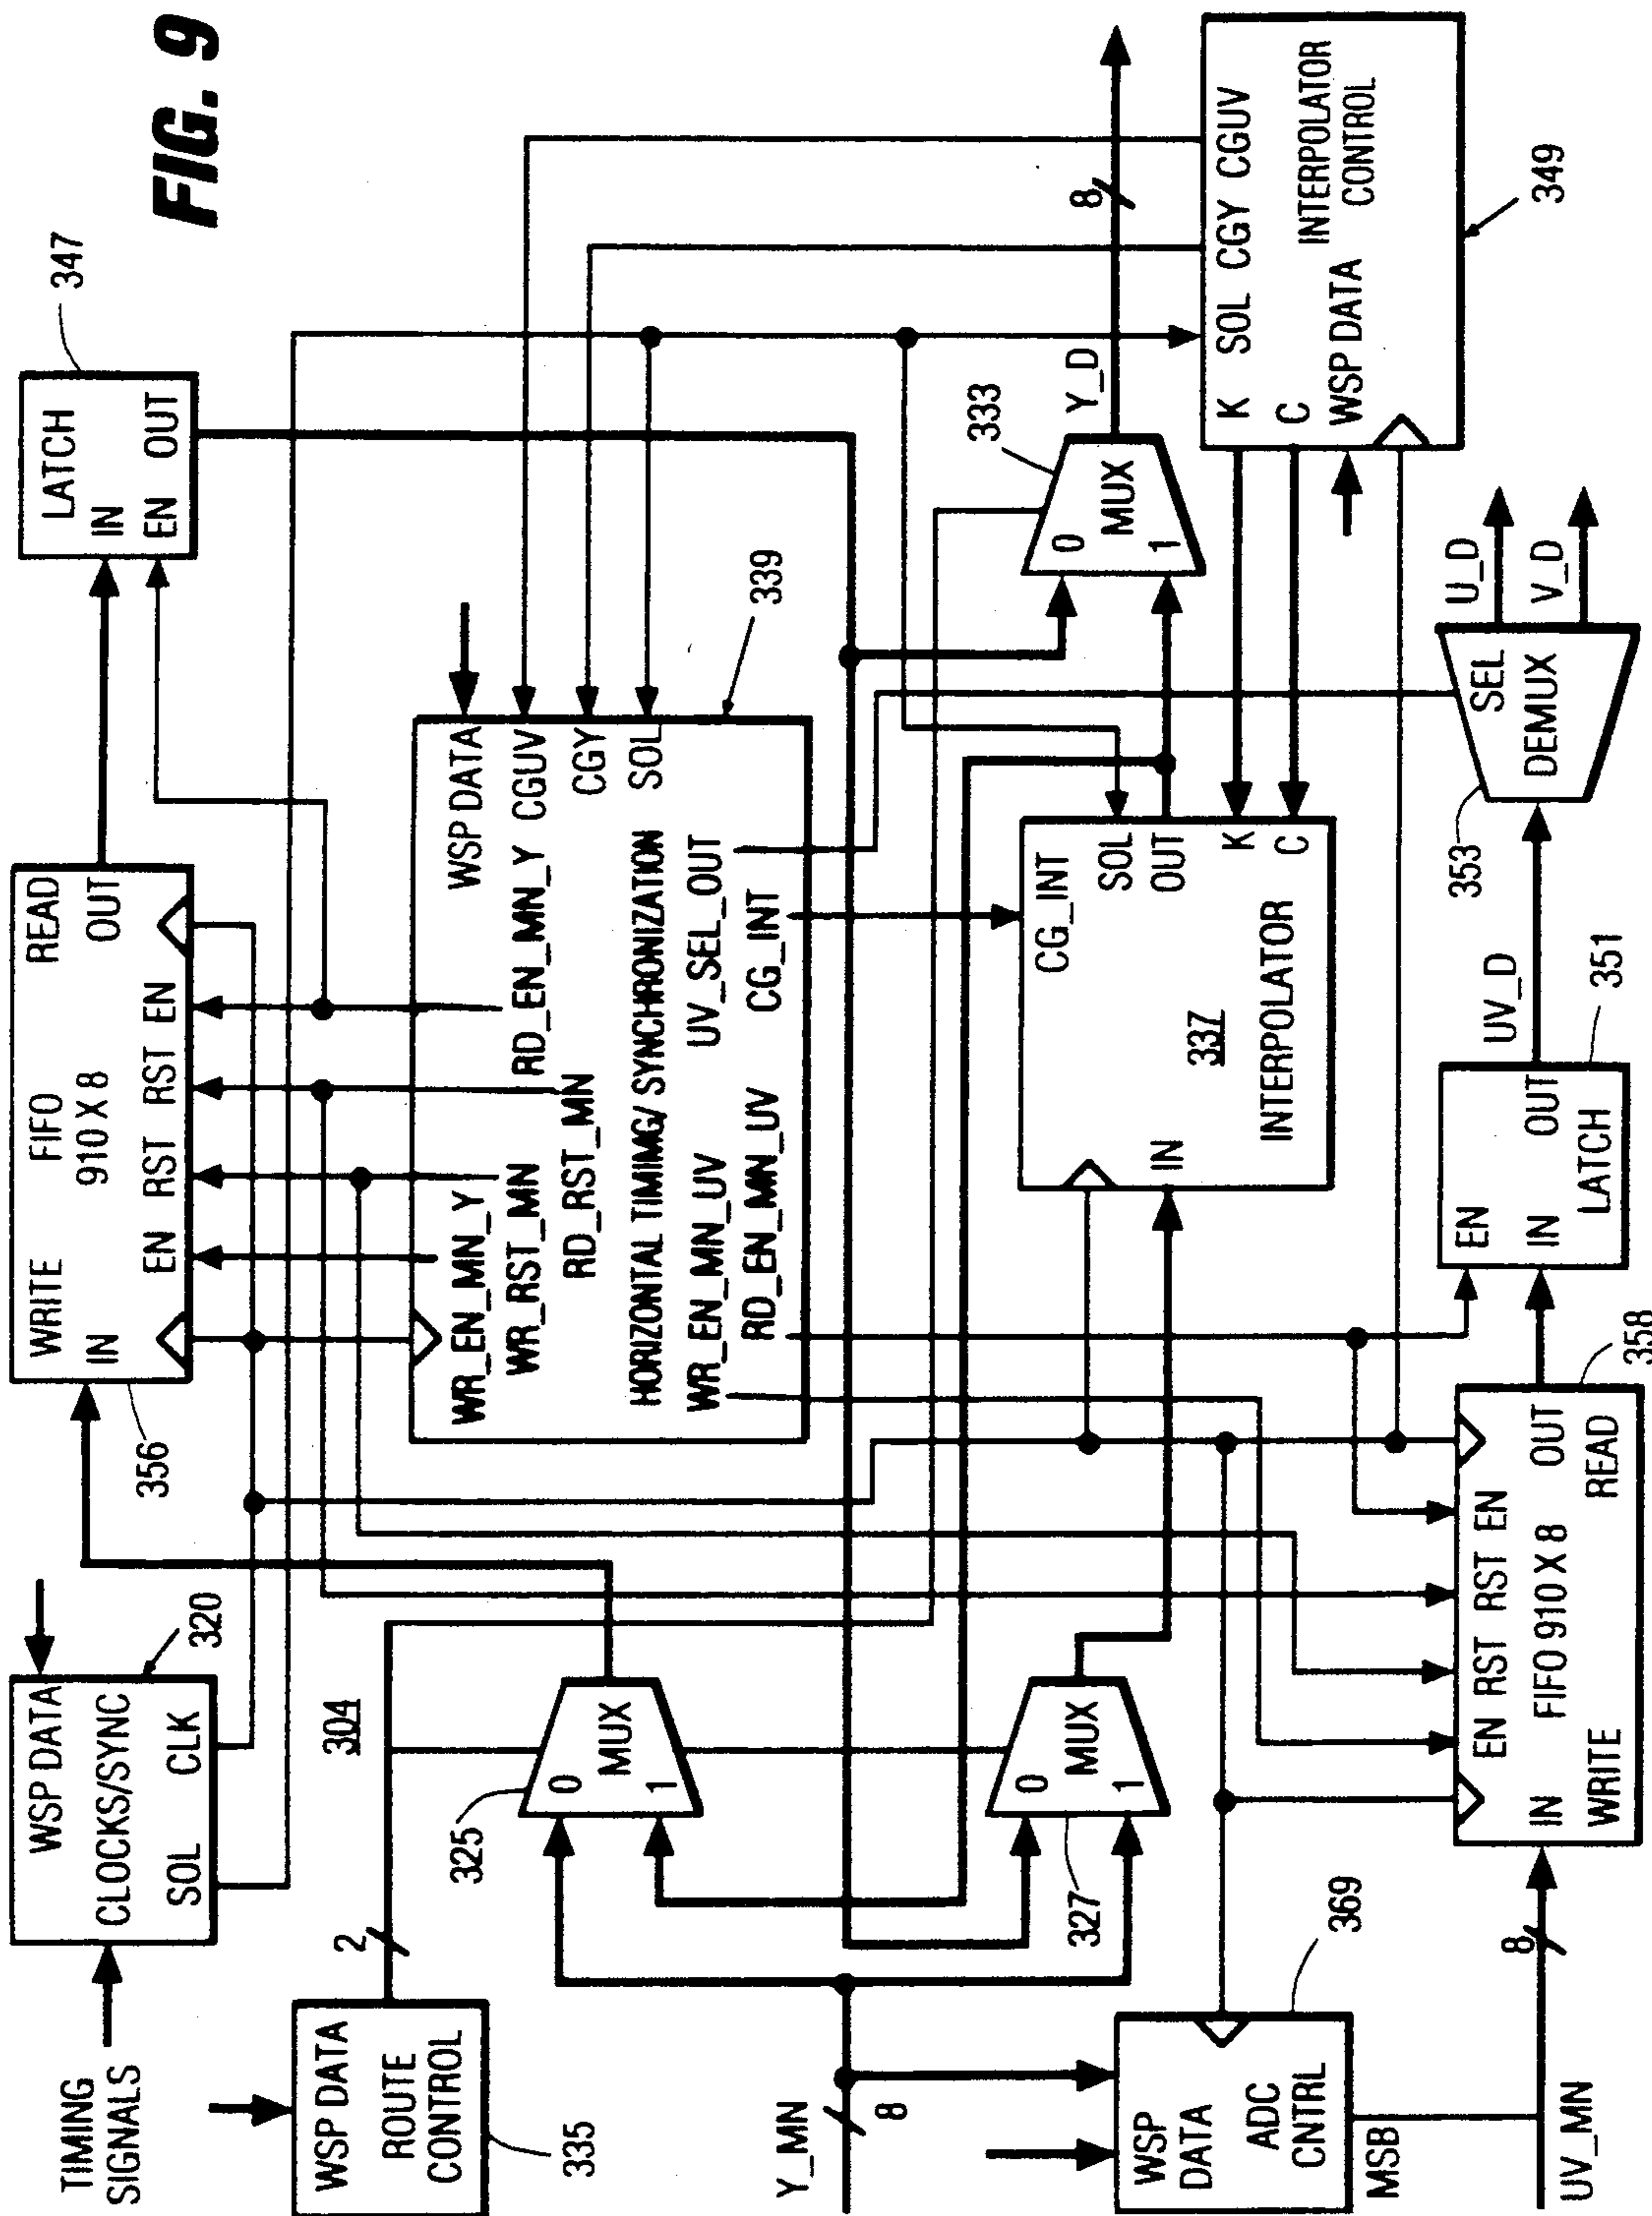 FIG. 9
TIMING
SIGNALS
WSP DATA
CLOCKS/SYNC
SOL CLK
320
304
WSP DATA
ROUTE
CONTROL
335
2
Y_MN
8
WSP
DATA
ADC
CNTRL
MSB
369
UV_MN
8
325
0
MUX
1
327
0
MUX
1
356
WRITE
IN
FIFO
910 X 8
READ
OUT
EN RST RST EN
347
LATCH
IN
EN OUT
339
WSP DATA
CGUV
CGY
SOL
RD_EN_MN_Y
WR_EN_MN_Y
WR_RST_MN
RD_RST_MN
HORIZONTAL TIMIMG/ SYNCHRONIZATION
WR_EN_MN_UV
UV_SEL_OUT
RD_EN_MN_UV
CG_INT
CG_INT
SOL
OUT
K
C
IN
337
INTERPOLATOR
333
0
MUX
1
Y_D
8
K SOL CGY CGUV
C
WSP DATA
INTERPOLATOR
CONTROL
349
358
EN RST RST EN
IN
FIFO 910 X 8
OUT
WRITE
READ
351
EN
IN
OUT
LATCH
UV_D
353
SEL
DEMUX
U_D
V_D